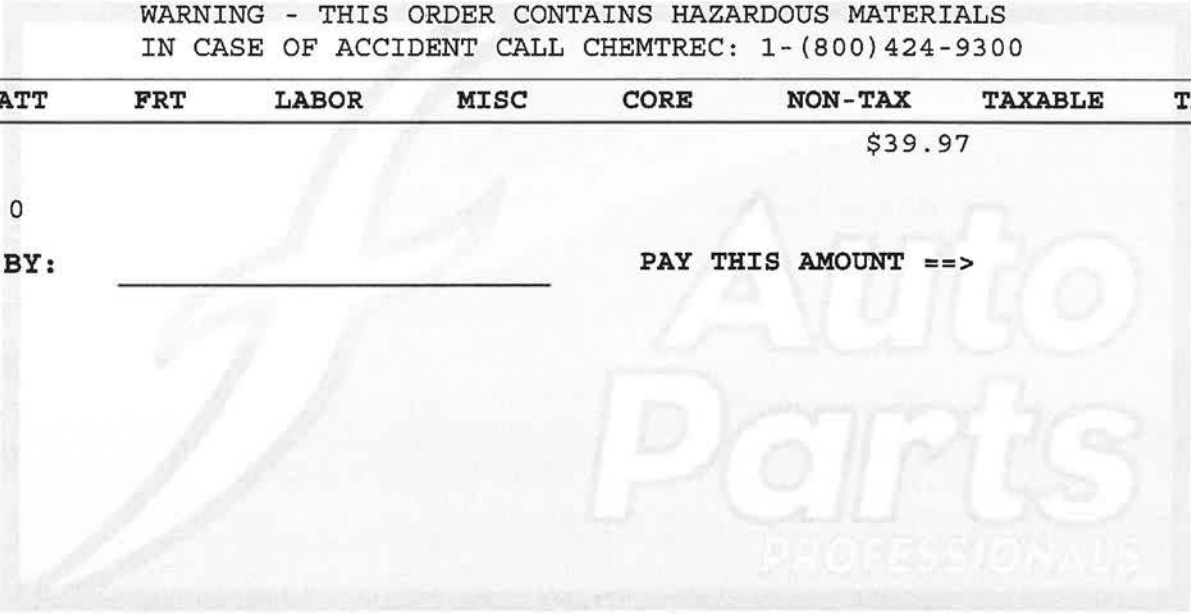 WARNING - THIS ORDER CONTAINS HAZARDOUS MATERIALS
IN CASE OF ACCIDENT CALL CHEMTREC: 1-(800)424-9300
ATT FRT LABOR MISC CORE NON-TAX TAXABLE T
$39.97
0
BY: PAY THIS AMOUNT ==>
Auto
Parts
PROFESSIONALS